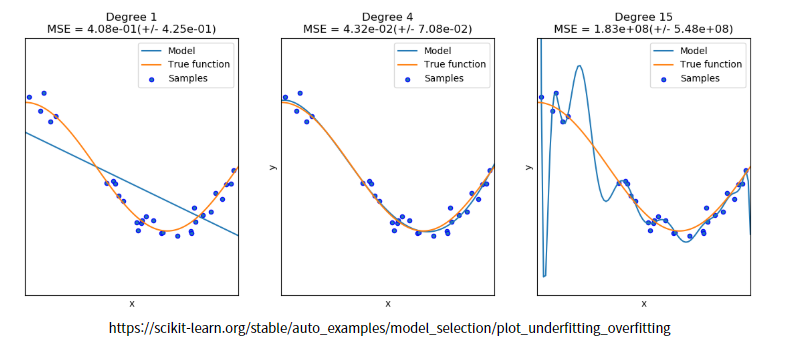 Degree 1
MSE = 4.08e-01(+/- 4.25e-01)
Model
True function
Samples
x
Degree 4
MSE = 4.32e-02(+/- 7.08e-02)
Model
True function
Samples
y
x
Degree 15
MSE = 1.83e+08(+/- 5.48e+08)
Model
True function
Samples
y
x
https://scikit-learn.org/stable/auto_examples/model_selection/plot_underfitting_overfitting